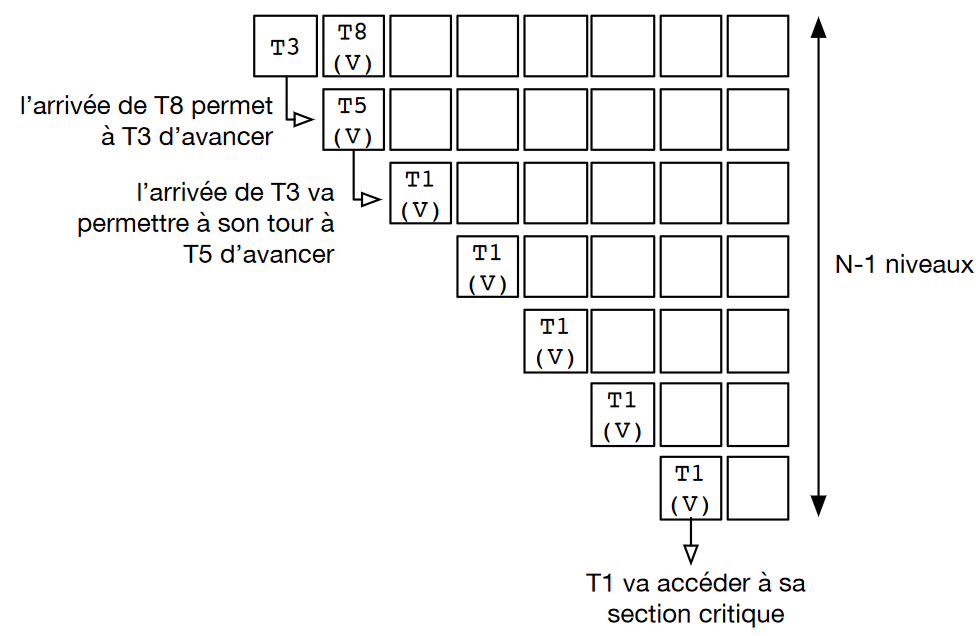 T3
T8
(V)
l’arrivée de T8 permet
à T3 d’avancer
T5
(V)
l’arrivée de T3 va
permettre à son tour à
T5 d’avancer
T1
(V)
T1
(V)
N-1 niveaux
T1
(V)
T1
(V)
T1
(V)
T1 va accéder à sa
section critique